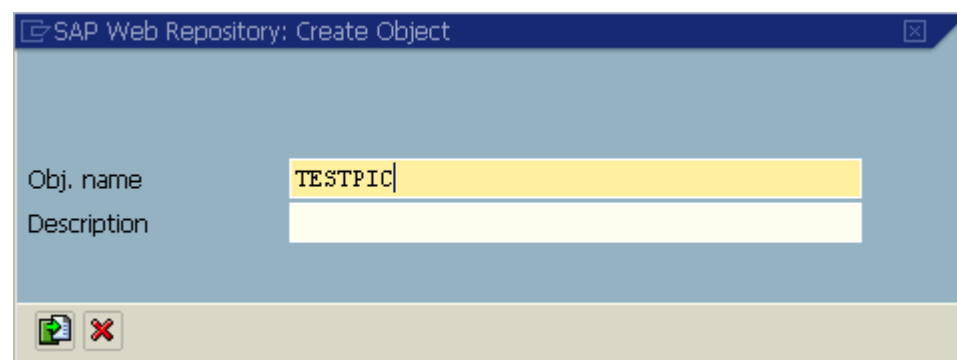 SAP Web Repository: Create Object
Obj. name TESTPIC
Description